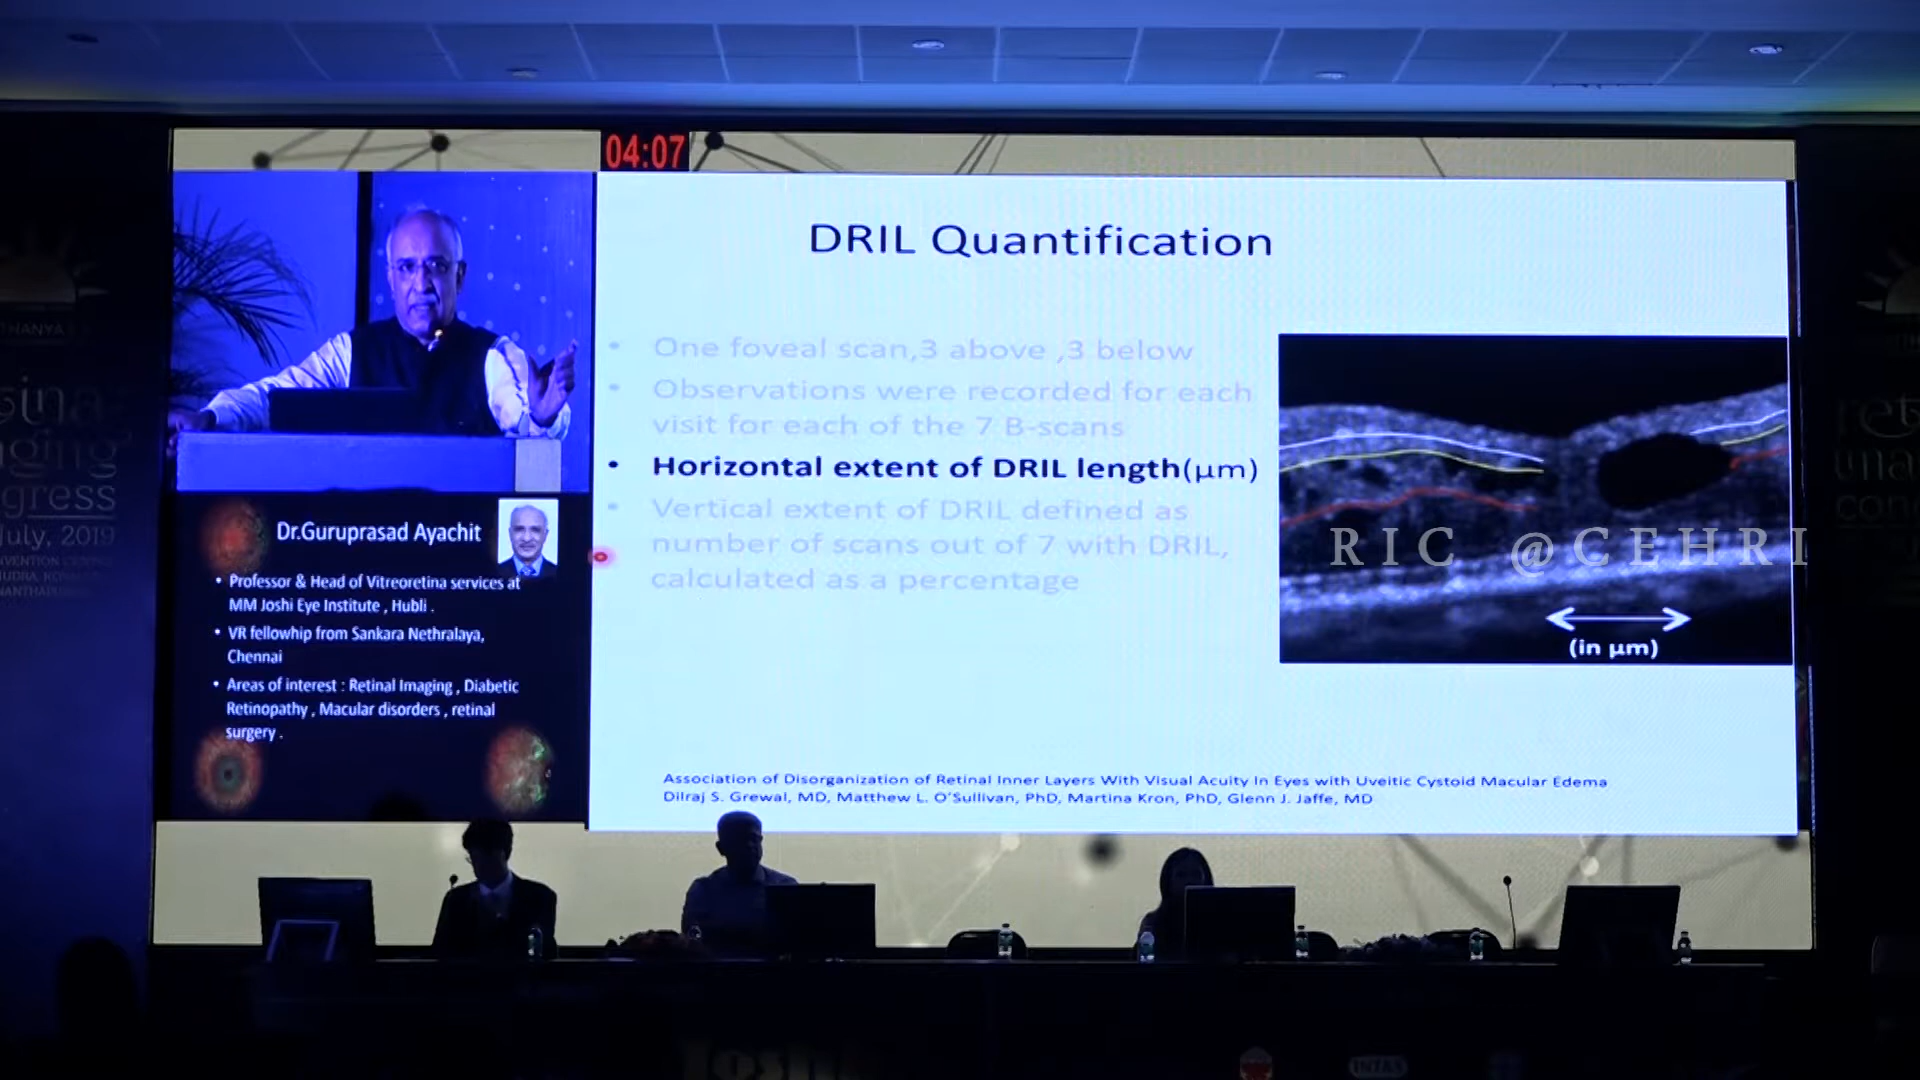 04:07
DRIL Quantification
• One foveal scan,3 above ,3 below
• Observations were recorded for each
visit for each of the 7 B-scans
• Horizontal extent of DRIL length(µm)
• Vertical extent of DRIL defined as
number of scans out of 7 with DRIL,
calculated as a percentage
RIC @CEHRI
(in µm)
Association of Disorganization of Retinal Inner Layers With Visual Acuity In Eyes with Uveitic Cystoid Macular Edema
Dilraj S. Grewal, MD, Matthew L. O'Sullivan, PhD, Martina Kron, PhD, Glenn J. Jaffe, MD
Dr.Guruprasad Ayachit
• Professor & Head of Vitreoretina services at
MM Joshi Eye Institute , Hubli .
• VR fellowhip from Sankara Nethralaya,
Chennai
• Areas of interest : Retinal Imaging , Diabetic
Retinopathy , Macular disorders , retinal
surgery .
July, 2019
INTAS